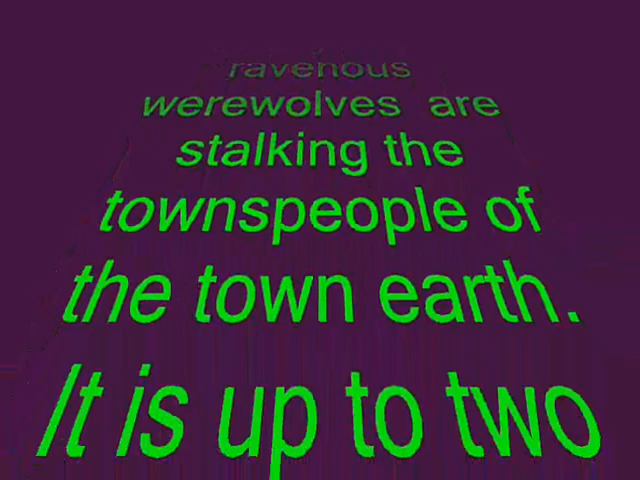 ravenous
werewolves are
stalking the
townspeople of
the town earth.
It is up to two